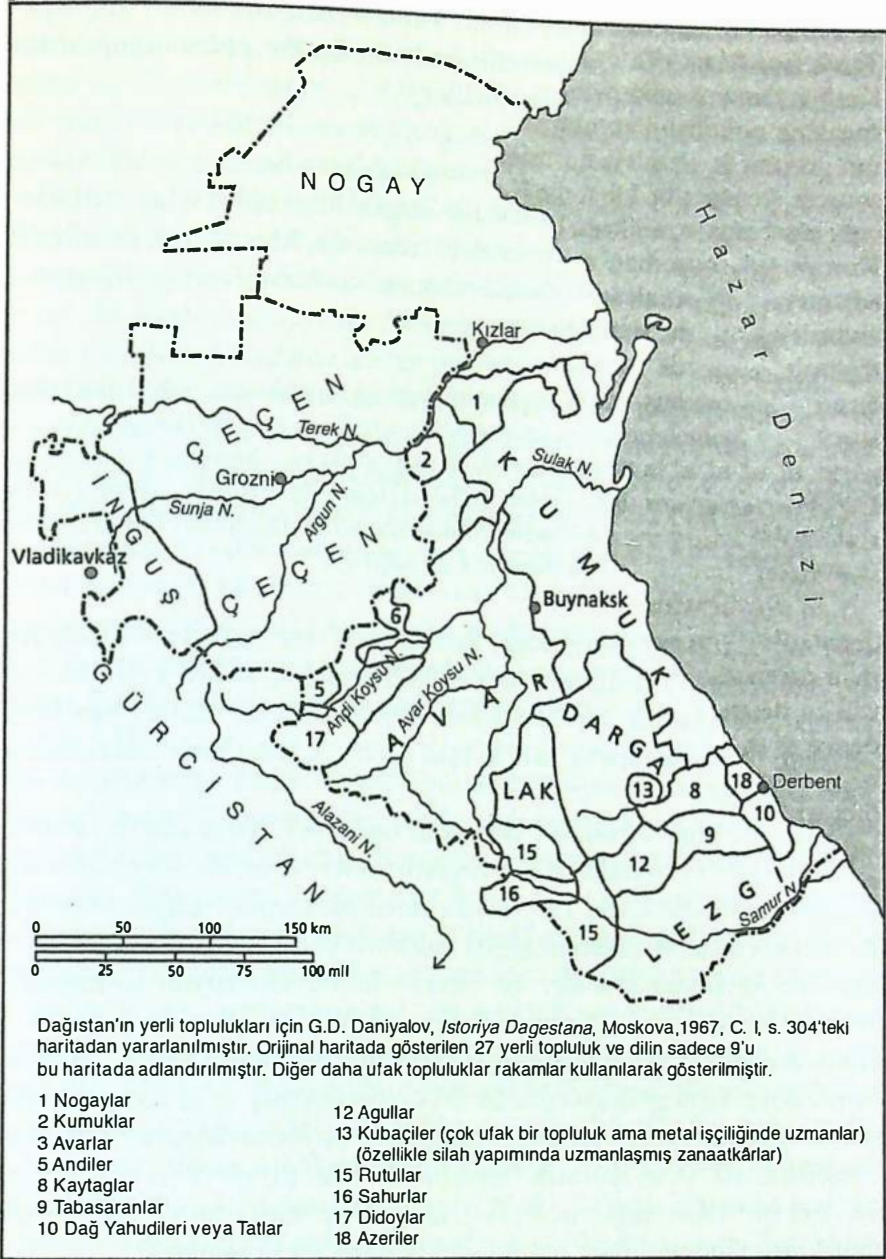 NOGAY
Hazar Denizi
Kızlar
ÇEÇEN
Terek N.
2
KUMUK
Sulak N.
Grozni
İNGUŞ
Sunja N.
Argun N.
Vladikavkaz
ÇEÇEN
Buynaksk
6
5
Andi Koysu N.
Avar Koysu N.
17
AVAR
DARGI
GÜRCİSTAN
LAK
13
8
18
Derbent
10
9
Alazani N.
15
12
16
15
LEZGİ
Samur N.
0 50 100 150 km
0 25 50 75 100 mil
Dağıstan'ın yerli toplulukları için G.D. Daniyalov, Istoriya Dagestana, Moskova,1967, C. I, s. 304'teki
haritadan yararlanılmıştır. Orijinal haritada gösterilen 27 yerli topluluk ve dilin sadece 9'u
bu haritada adlandırılmıştır. Diğer daha ufak topluluklar rakamlar kullanılarak gösterilmiştir.
1 Nogaylar
2 Kumuklar
3 Avarlar
5 Andiler
8 Kaytaglar
9 Tabasaranlar
10 Dağ Yahudileri veya Tatlar
12 Agullar
13 Kubaçiler (çok ufak bir topluluk ama metal işçiliğinde uzmanlar)
(özellikle silah yapımında uzmanlaşmış zanaatkârlar)
15 Rutullar
16 Sahurlar
17 Didoylar
18 Azeriler